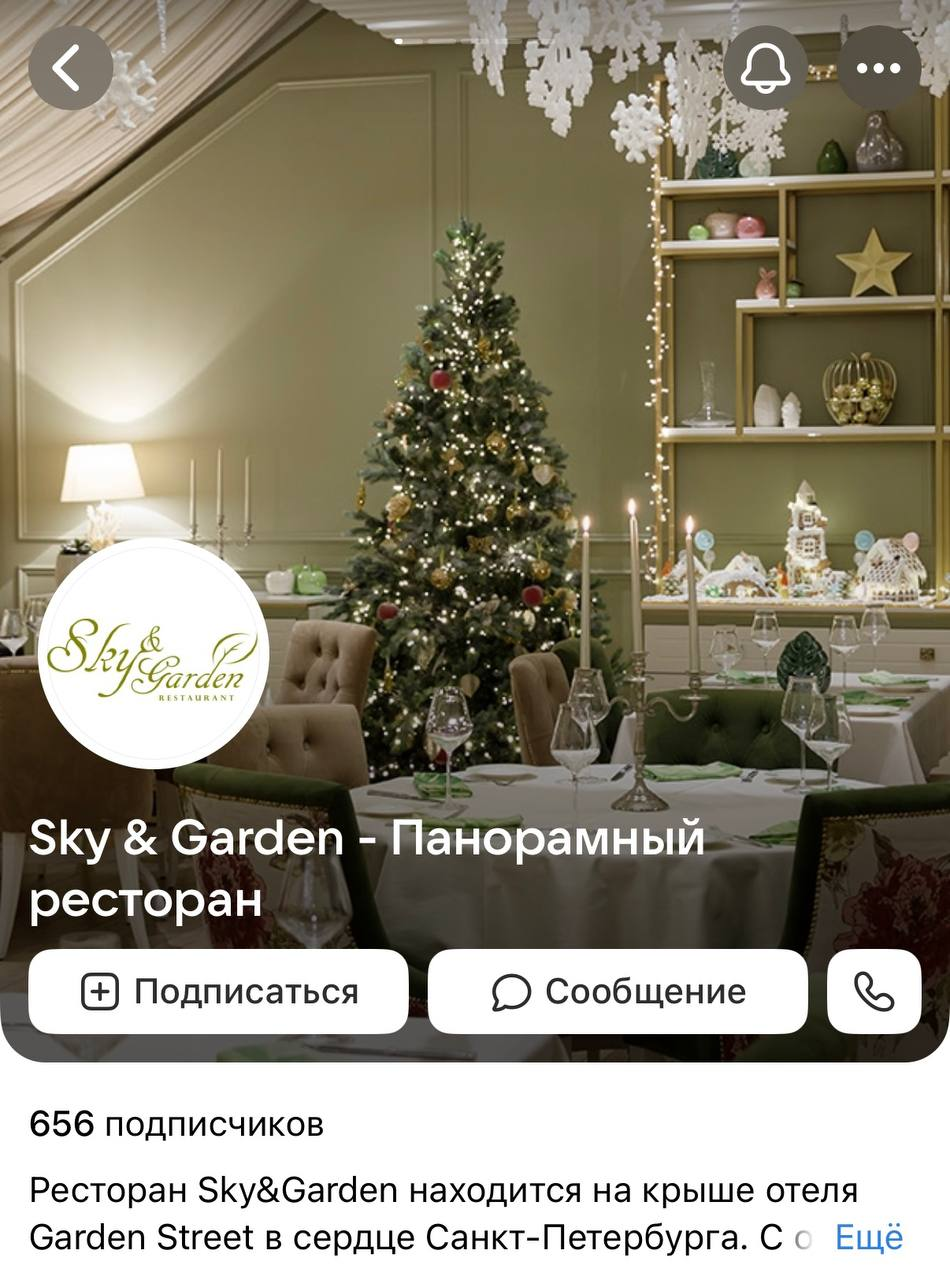 Sky & Garden
RESTAURANT
Sky & Garden - Панорамный
ресторан
Подписаться
Сообщение
656 подписчиков
Ресторан Sky&Garden находится на крыше отеля
Garden Street в сердце Санкт-Петербурга. С
Ещё